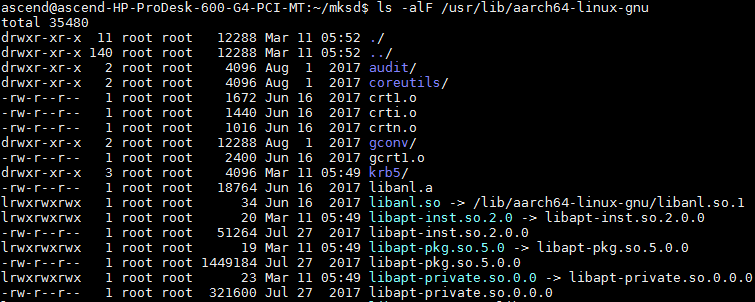 ascend@ascend-HP-ProDesk-600-G4-PCI-MT:~/mksd$ ls -alF /usr/lib/aarch64-linux-gnu
total 35480
drwxr-xr-x  11 root root   12288 Mar 11 05:52 ./
drwxr-xr-x 140 root root   12288 Mar 11 05:52 ../
drwxr-xr-x   2 root root    4096 Aug  1  2017 audit/
drwxr-xr-x   2 root root    4096 Aug  1  2017 coreutils/
-rw-r--r--   1 root root    1672 Jun 16  2017 crt1.o
-rw-r--r--   1 root root    1440 Jun 16  2017 crti.o
-rw-r--r--   1 root root    1016 Jun 16  2017 crtn.o
drwxr-xr-x   2 root root   12288 Aug  1  2017 gconv/
-rw-r--r--   1 root root    2400 Jun 16  2017 gcrt1.o
drwxr-xr-x   3 root root    4096 Mar 11 05:49 krb5/
-rw-r--r--   1 root root   18764 Jun 16  2017 libanl.a
lrwxrwxrwx   1 root root      34 Jun 16  2017 libanl.so -> /lib/aarch64-linux-gnu/libanl.so.1
lrwxrwxrwx   1 root root      20 Mar 11 05:49 libapt-inst.so.2.0 -> libapt-inst.so.2.0.0
-rw-r--r--   1 root root   51264 Jul 27  2017 libapt-inst.so.2.0.0
lrwxrwxrwx   1 root root      19 Mar 11 05:49 libapt-pkg.so.5.0 -> libapt-pkg.so.5.0.0
-rw-r--r--   1 root root 1449184 Jul 27  2017 libapt-pkg.so.5.0.0
lrwxrwxrwx   1 root root      23 Mar 11 05:49 libapt-private.so.0.0 -> libapt-private.so.0.0.0
-rw-r--r--   1 root root  321600 Jul 27  2017 libapt-private.so.0.0.0